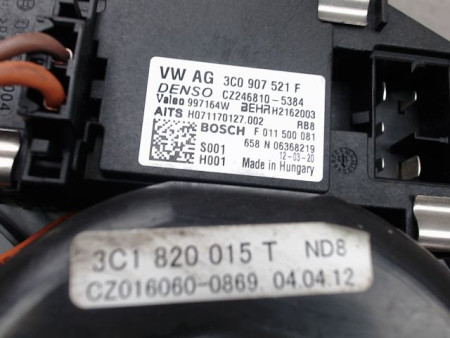 VW AG 3C0 907 521 F
DENSO CZ246810-5384
Valeo 997164W BEHR H2162003
AITS H071170127.002 RB8
BOSCH F 011 500 081
658 N 06368219
S001 12-03-20
H001 Made in Hungary
3C1 820 015 T ND8
CZ016060-0869 04.04.12